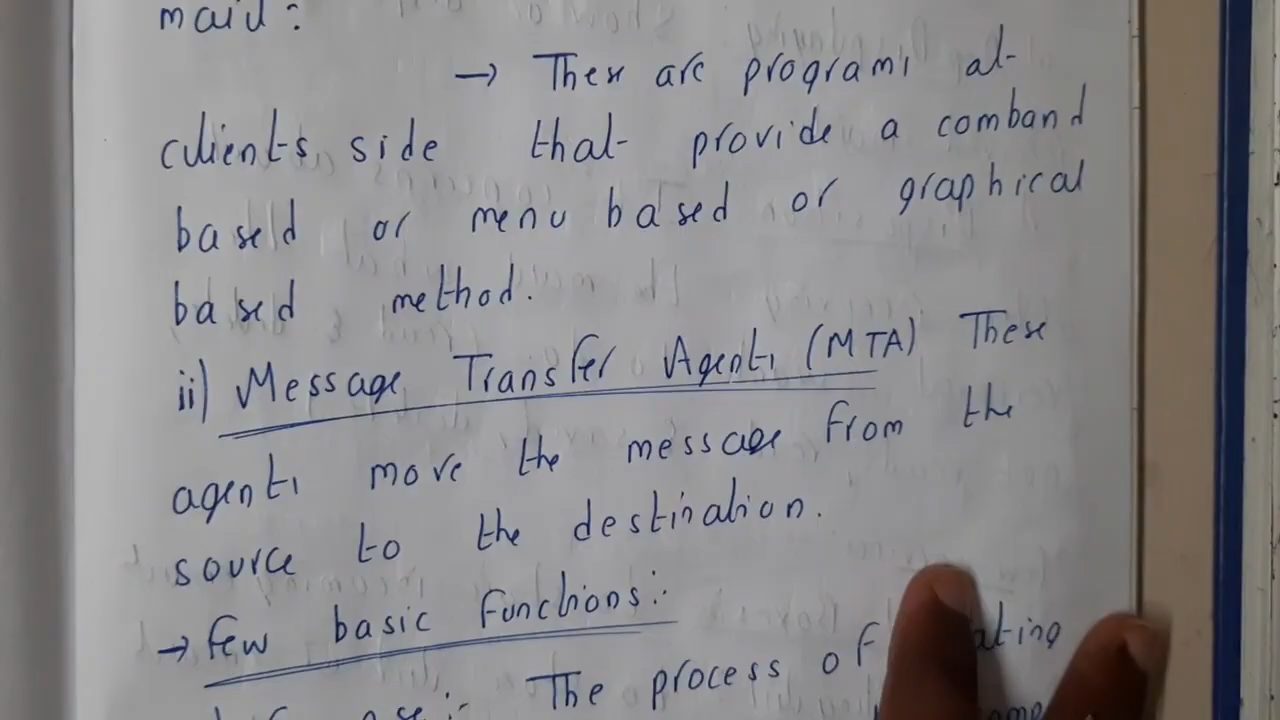 maid :
→ These are programs at
clients side that provide a comband
based or menu based or graphical
based method.
ii) Message Transfer Agents (MTA) These
agents move the message from the
source to the destination.
→ Few basic functions :-
The process of